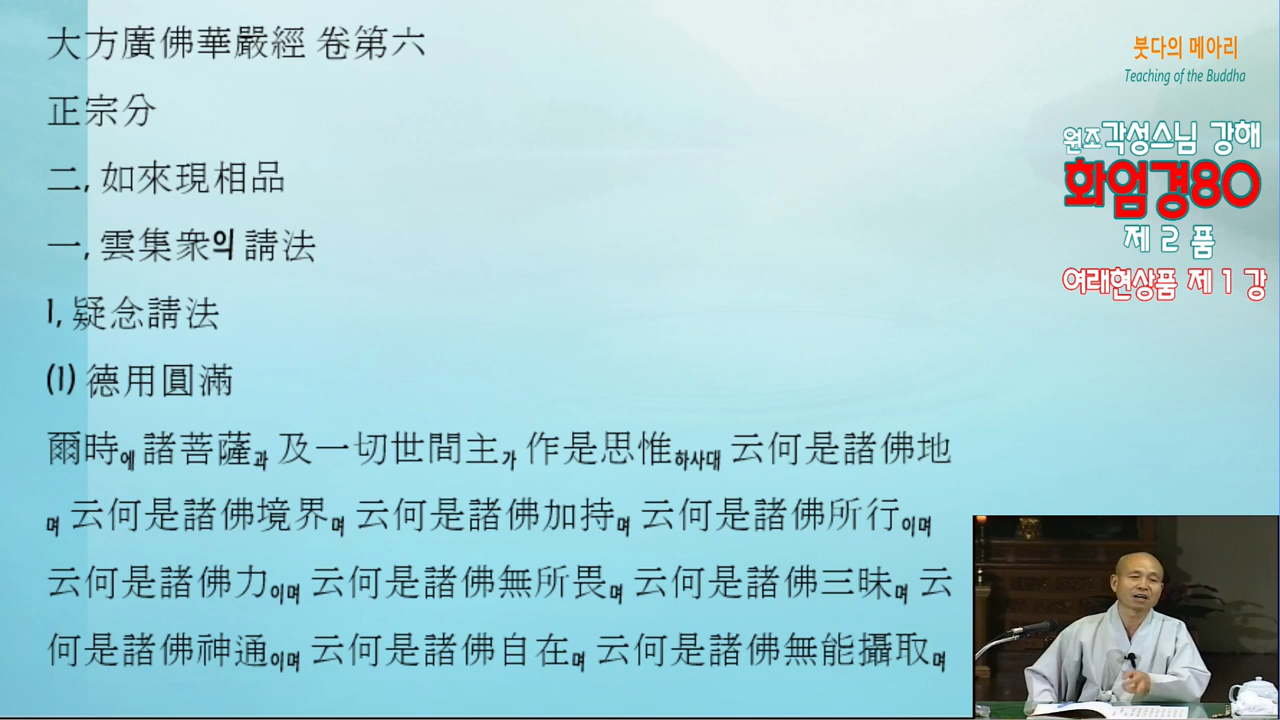 大方廣佛華嚴經 卷第六
正宗分
二, 如來現相品
一, 雲集衆의 請法
1, 疑念請法
(1) 德用圓滿
爾時에 諸菩薩과 及一切世間主가 作是思惟하사대 云何是諸佛地
며 云何是諸佛境界며 云何是諸佛加持며 云何是諸佛所行이며
云何是諸佛力이며 云何是諸佛無所畏며 云何是諸佛三昧며 云
何是諸佛神通이며 云何是諸佛自在며 云何是諸佛無能攝取며
붓다의 메아리
Teaching of the Buddha
원조각성스님 강해
화엄경80
제 2 품
여래현상품 제 1 강